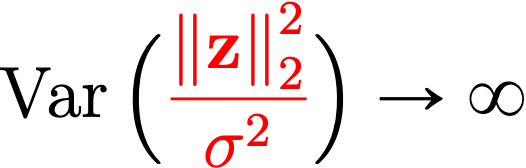 Var ( ‖𝐳‖₂² / σ² ) → ∞